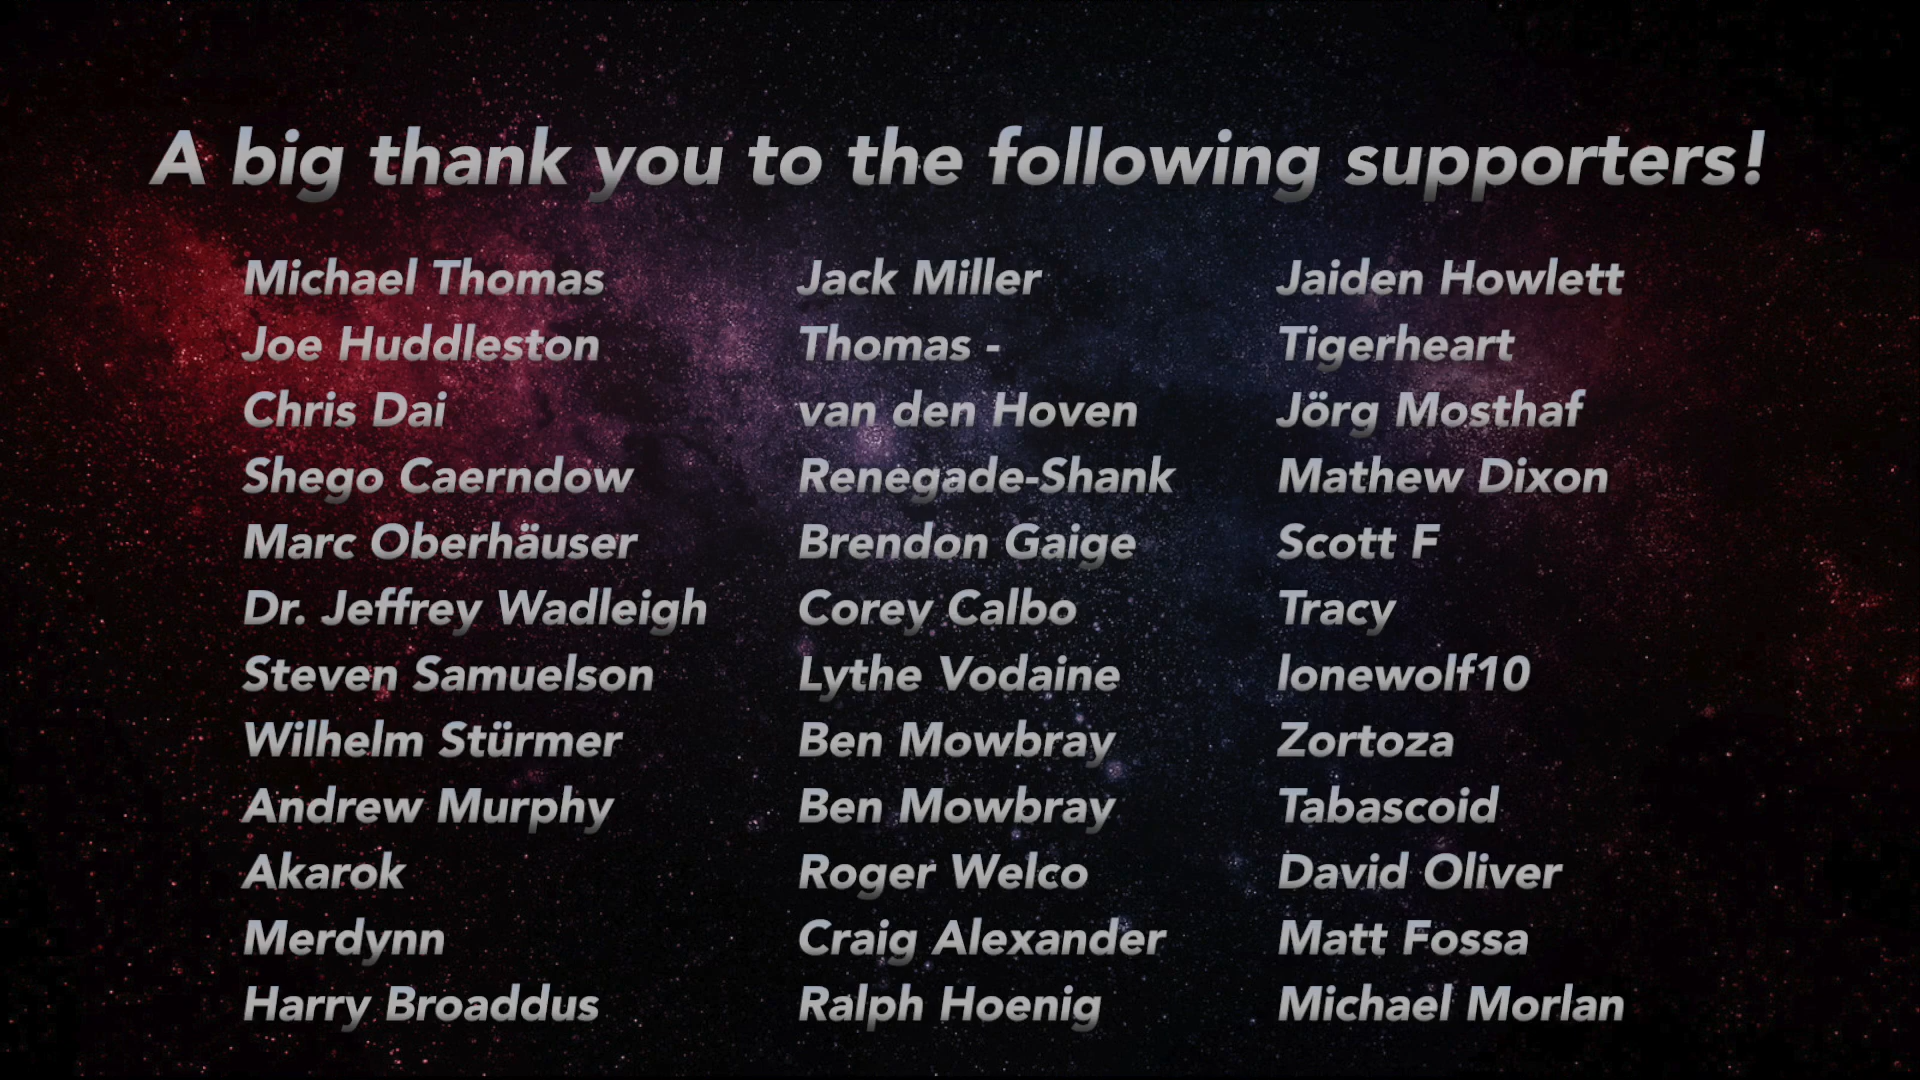 A big thank you to the following supporters!
Michael Thomas
Joe Huddleston
Chris Dai
Shego Caerndow
Marc Oberhäuser
Dr. Jeffrey Wadleigh
Steven Samuelson
Wilhelm Stürmer
Andrew Murphy
Akarok
Merdynn
Harry Broaddus
Jack Miller
Thomas -
van den Hoven
Renegade-Shank
Brendon Gaige
Corey Calbo
Lythe Vodaine
Ben Mowbray
Ben Mowbray
Roger Welco
Craig Alexander
Ralph Hoenig
Jaiden Howlett
Tigerheart
Jörg Mosthaf
Mathew Dixon
Scott F
Tracy
lonewolf10
Zortoza
Tabascoid
David Oliver
Matt Fossa
Michael Morlan